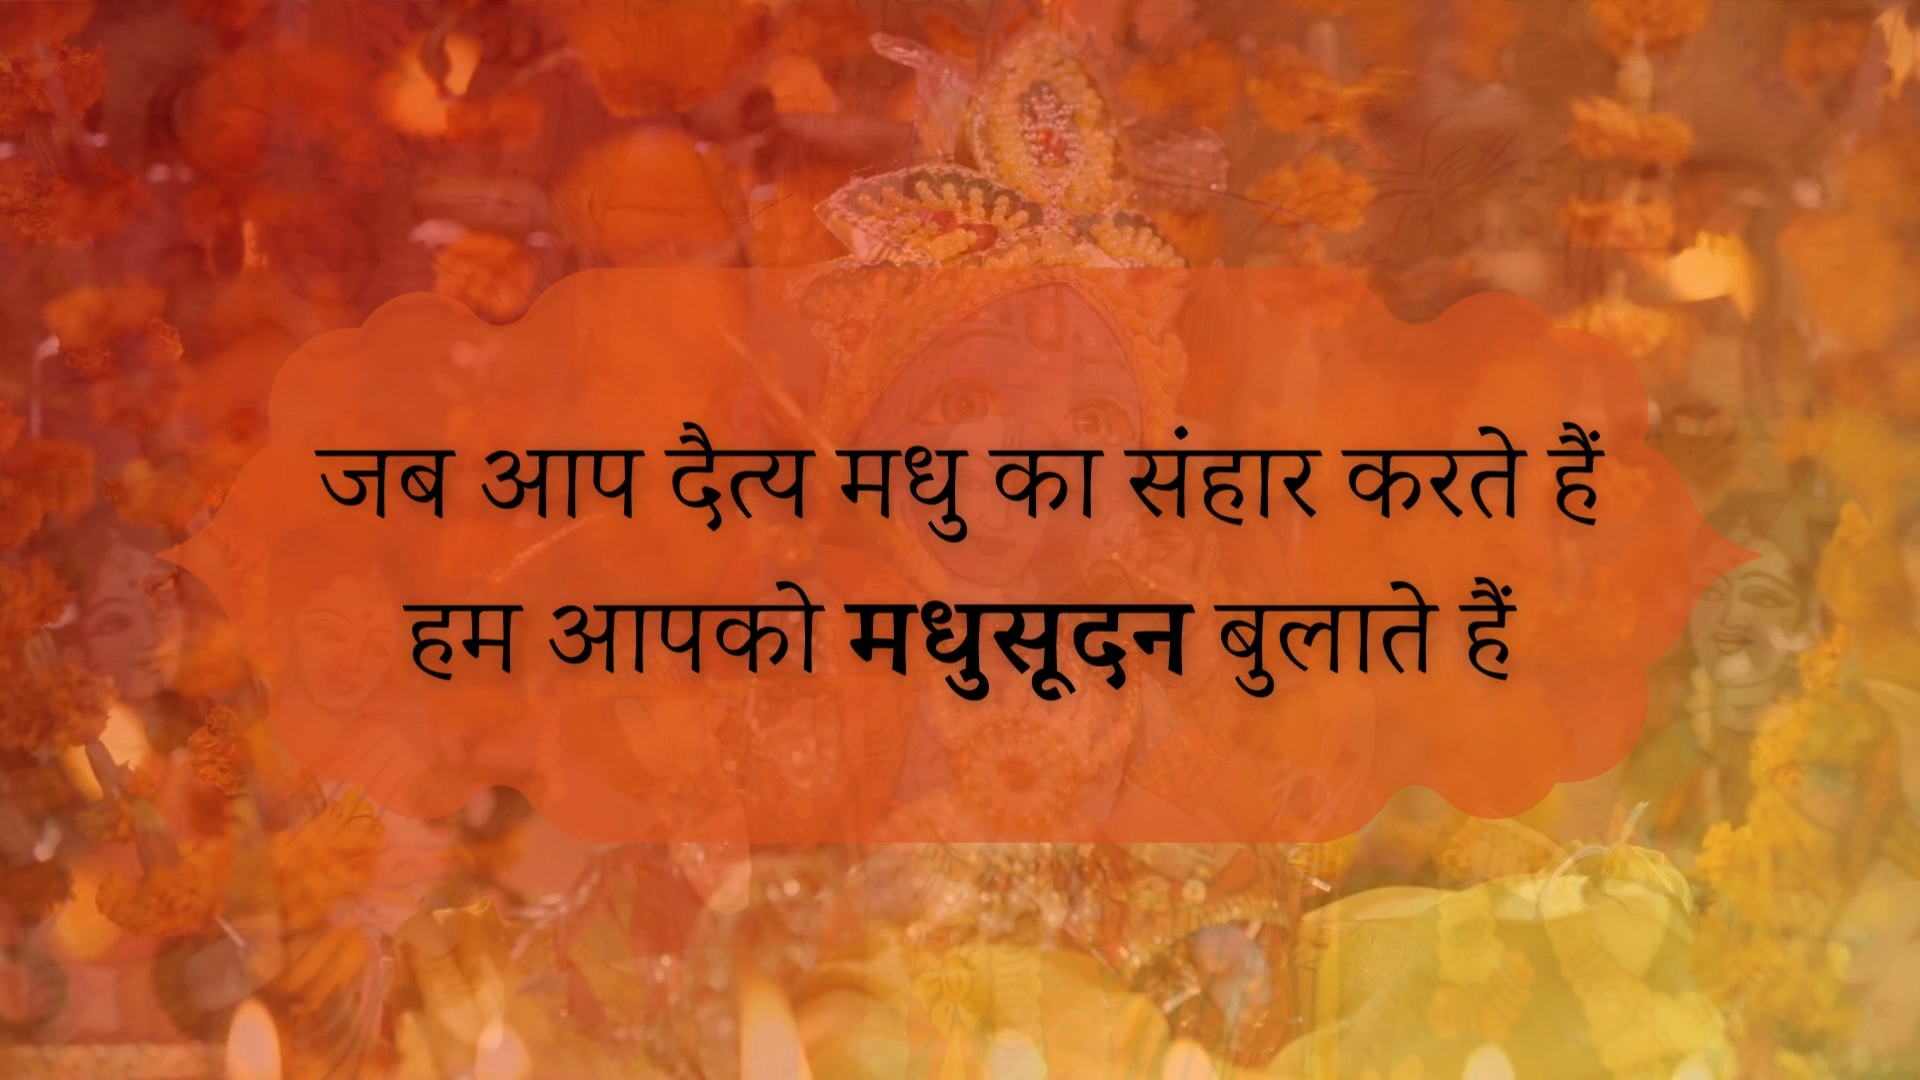 जब आप दैत्य मधु का संहार करते हैं
हम आपको मधुसूदन बुलाते हैं